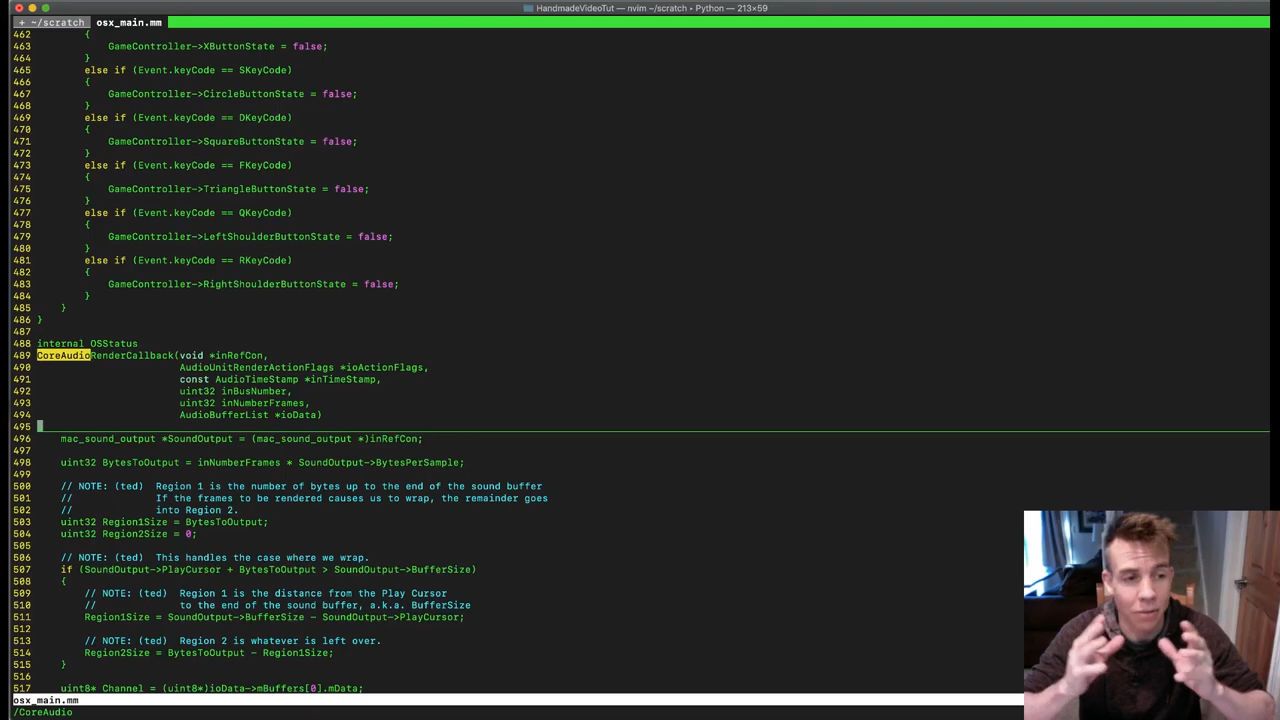 HandmadeVideoTut — nvim ~/scratch • Python — 213×59
+ ~/scratch  osx_main.mm
462         {
463             GameController->XButtonState = false;
464         }
465         else if (Event.keyCode == SKeyCode)
466         {
467             GameController->CircleButtonState = false;
468         }
469         else if (Event.keyCode == DKeyCode)
470         {
471             GameController->SquareButtonState = false;
472         }
473         else if (Event.keyCode == FKeyCode)
474         {
475             GameController->TriangleButtonState = false;
476         }
477         else if (Event.keyCode == QKeyCode)
478         {
479             GameController->LeftShoulderButtonState = false;
480         }
481         else if (Event.keyCode == RKeyCode)
482         {
483             GameController->RightShoulderButtonState = false;
484         }
485     }
486 }
487
488 internal OSStatus
489 CoreAudioRenderCallback(void *inRefCon,
490                         AudioUnitRenderActionFlags *ioActionFlags,
491                         const AudioTimeStamp *inTimeStamp,
492                         uint32 inBusNumber,
493                         uint32 inNumberFrames,
494                         AudioBufferList *ioData)
495
496     mac_sound_output *SoundOutput = (mac_sound_output *)inRefCon;
497
498     uint32 BytesToOutput = inNumberFrames * SoundOutput->BytesPerSample;
499
500     // NOTE: (ted)  Region 1 is the number of bytes up to the end of the sound buffer
501     //              If the frames to be rendered causes us to wrap, the remainder goes
502     //              into Region 2.
503     uint32 Region1Size = BytesToOutput;
504     uint32 Region2Size = 0;
505
506     // NOTE: (ted)  This handles the case where we wrap.
507     if (SoundOutput->PlayCursor + BytesToOutput > SoundOutput->BufferSize)
508     {
509         // NOTE: (ted)  Region 1 is the distance from the Play Cursor
510         //              to the end of the sound buffer, a.k.a. BufferSize
511         Region1Size = SoundOutput->BufferSize - SoundOutput->PlayCursor;
512
513         // NOTE: (ted)  Region 2 is whatever is left over.
514         Region2Size = BytesToOutput - Region1Size;
515     }
516
517     uint8* Channel = (uint8*)ioData->mBuffers[0].mData;
osx_main.mm
/CoreAudio